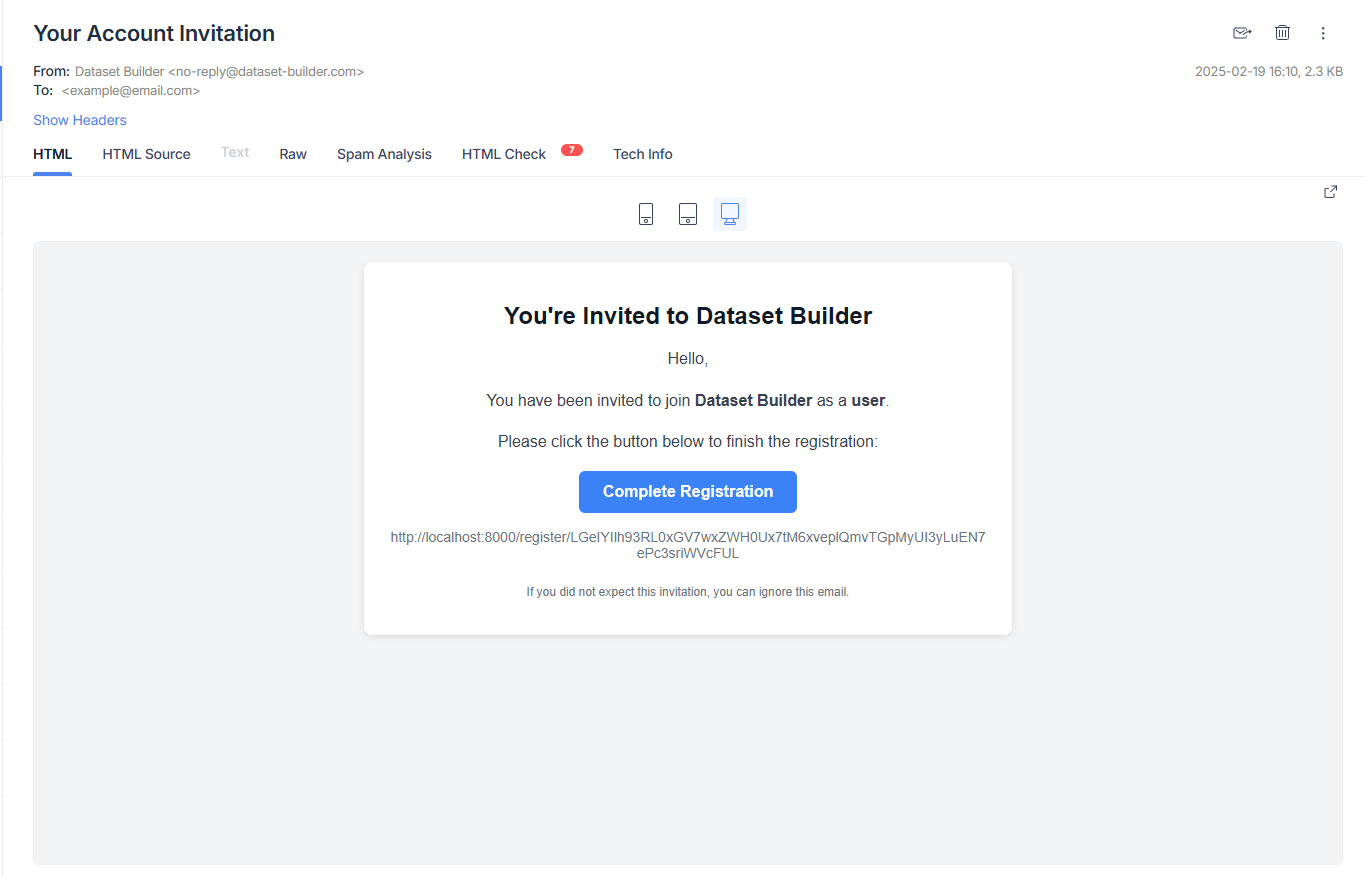 Your Account Invitation
From: Dataset Builder <no-reply@dataset-builder.com>
2025-02-19 16:10, 2.3 KB
To: <example@email.com>
Show Headers
HTML HTML Source Text Raw Spam Analysis HTML Check 7 Tech Info
You're Invited to Dataset Builder
Hello,
You have been invited to join Dataset Builder as a user.
Please click the button below to finish the registration:
Complete Registration
http://localhost:8000/register/LGeIYIlh93RL0xGV7wxZWH0Ux7tM6xveplQmvTGpMyUI3yLuEN7
ePc3sriWVcFUL
If you did not expect this invitation, you can ignore this email.